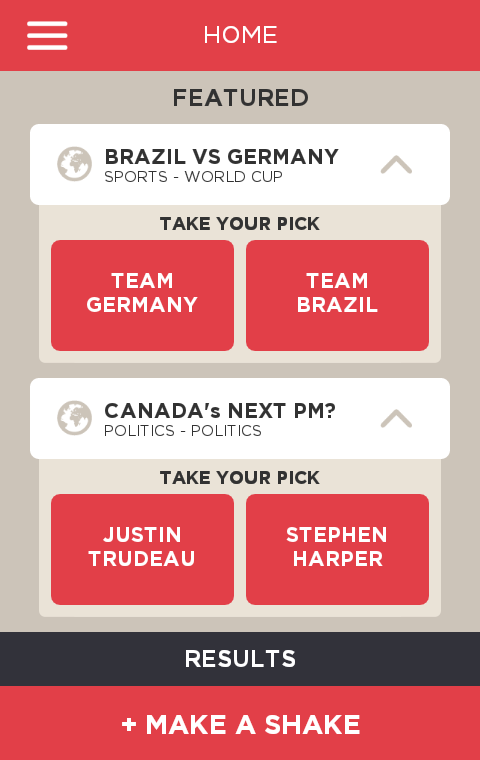 HOME
FEATURED
BRAZIL VS GERMANY
SPORTS - WORLD CUP
TAKE YOUR PICK
TEAM
GERMANY
TEAM
BRAZIL
CANADA's NEXT PM?
POLITICS - POLITICS
TAKE YOUR PICK
JUSTIN
TRUDEAU
STEPHEN
HARPER
RESULTS
+ MAKE A SHAKE